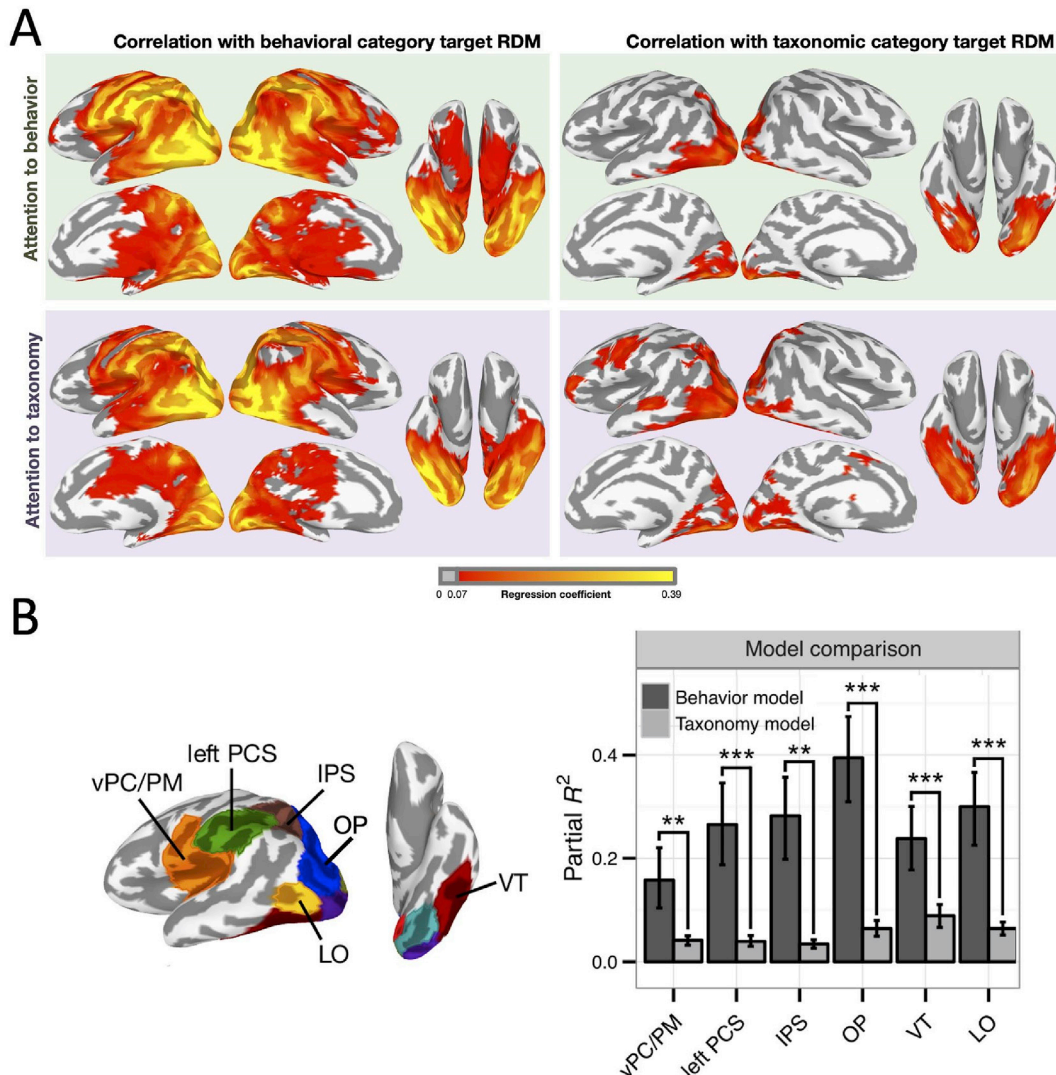 A
Correlation with behavioral category target RDM
Correlation with taxonomic category target RDM
Attention to behavior
Attention to taxonomy
0 0.07 0.39
Regression coefficient
B
left PCS
vPC/PM
IPS
OP
VT
LO
Model comparison
Behavior model
Taxonomy model
Partial R²
0.4
0.2
0.0
**
***
**
***
***
***
vPC/PM
left PCS
IPS
OP
VT
LO